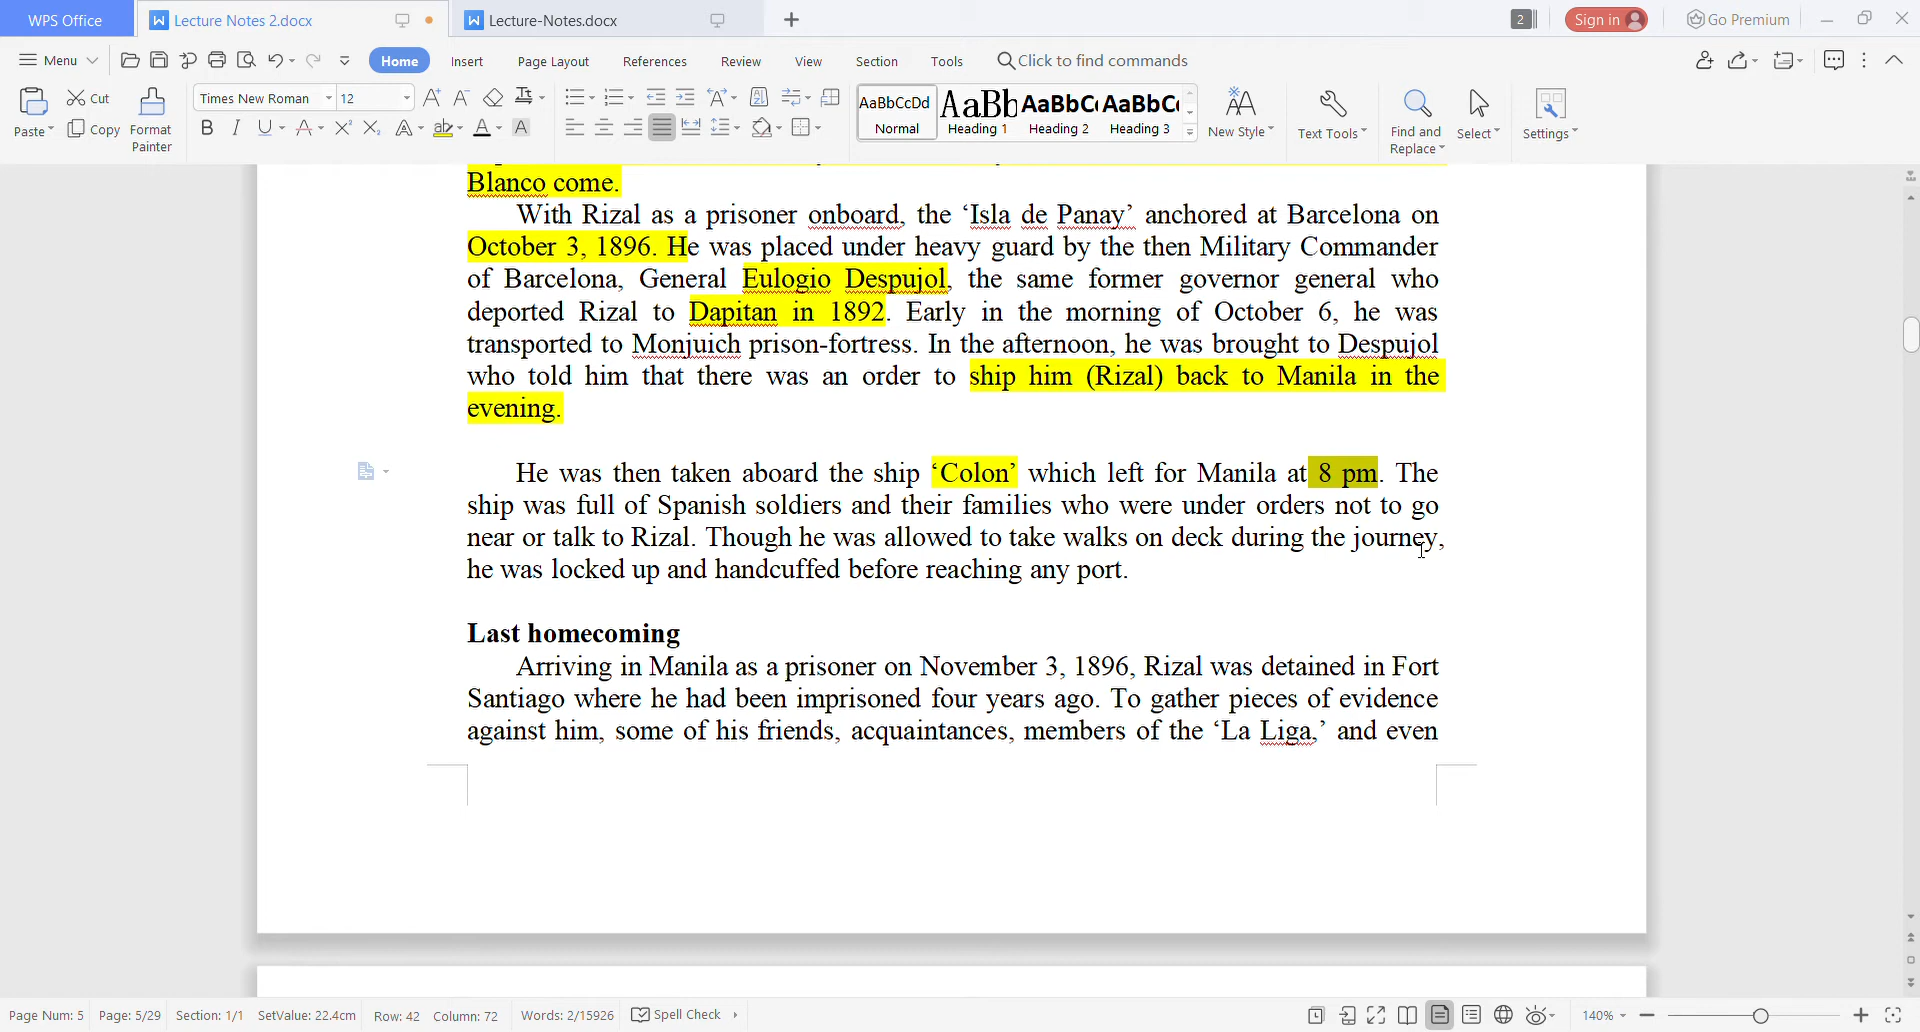 WPS Office Lecture Notes 2.docx Lecture-Notes.docx 2 Sign in Go Premium
Menu Home Insert Page Layout References Review View Section Tools Click to find commands
Paste Cut Copy Format Painter Times New Roman 12 AaBbCcDd Normal AaBb Heading 1 AaBbC Heading 2 AaBbC Heading 3 New Style Text Tools Find and Replace Select Settings
Blanco come.
With Rizal as a prisoner onboard, the ‘Isla de Panay’ anchored at Barcelona on
October 3, 1896. He was placed under heavy guard by the then Military Commander
of Barcelona, General Eulogio Despujol, the same former governor general who
deported Rizal to Dapitan in 1892. Early in the morning of October 6, he was
transported to Monjuich prison-fortress. In the afternoon, he was brought to Despujol
who told him that there was an order to ship him (Rizal) back to Manila in the
evening.
He was then taken aboard the ship ‘Colon’ which left for Manila at 8 pm. The
ship was full of Spanish soldiers and their families who were under orders not to go
near or talk to Rizal. Though he was allowed to take walks on deck during the journey,
he was locked up and handcuffed before reaching any port.
Last homecoming
Arriving in Manila as a prisoner on November 3, 1896, Rizal was detained in Fort
Santiago where he had been imprisoned four years ago. To gather pieces of evidence
against him, some of his friends, acquaintances, members of the ‘La Liga,’ and even
Page Num: 5 Page: 5/29 Section: 1/1 SetValue: 22.4cm Row: 42 Column: 72 Words: 2/15926 Spell Check 140%